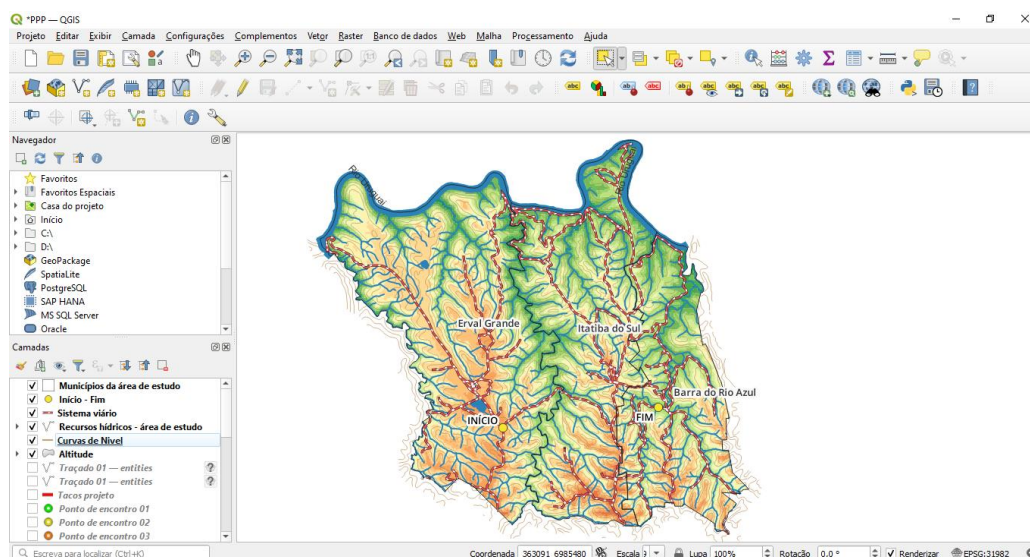 *PPP — QGIS
Projeto Editar Exibir Camada Configurações Complementos Vetor Raster Banco de dados Web Malha Processamento Ajuda
Navegador
Favoritos
Favoritos Espaciais
Casa do projeto
Início
C:\
D:\
GeoPackage
SpatiaLite
PostgreSQL
SAP HANA
MS SQL Server
Oracle
Camadas
Municípios da área de estudo
Início - Fim
Sistema viário
Recursos hídricos - área de estudo
Curvas de Nível
Altitude
Traçado 01 — entities
Traçado 01 — entities
Tacos projeto
Ponto de encontro 01
Ponto de encontro 02
Ponto de encontro 03
Erval Grande
Itatiba do Sul
Barra do Rio Azul
INÍCIO
FIM
Escreva para localizar (Ctrl+K)
Coordenada 363091 6985480 Escala Lupa 100% Rotação 0,0 ° Renderizar EPSG:31982